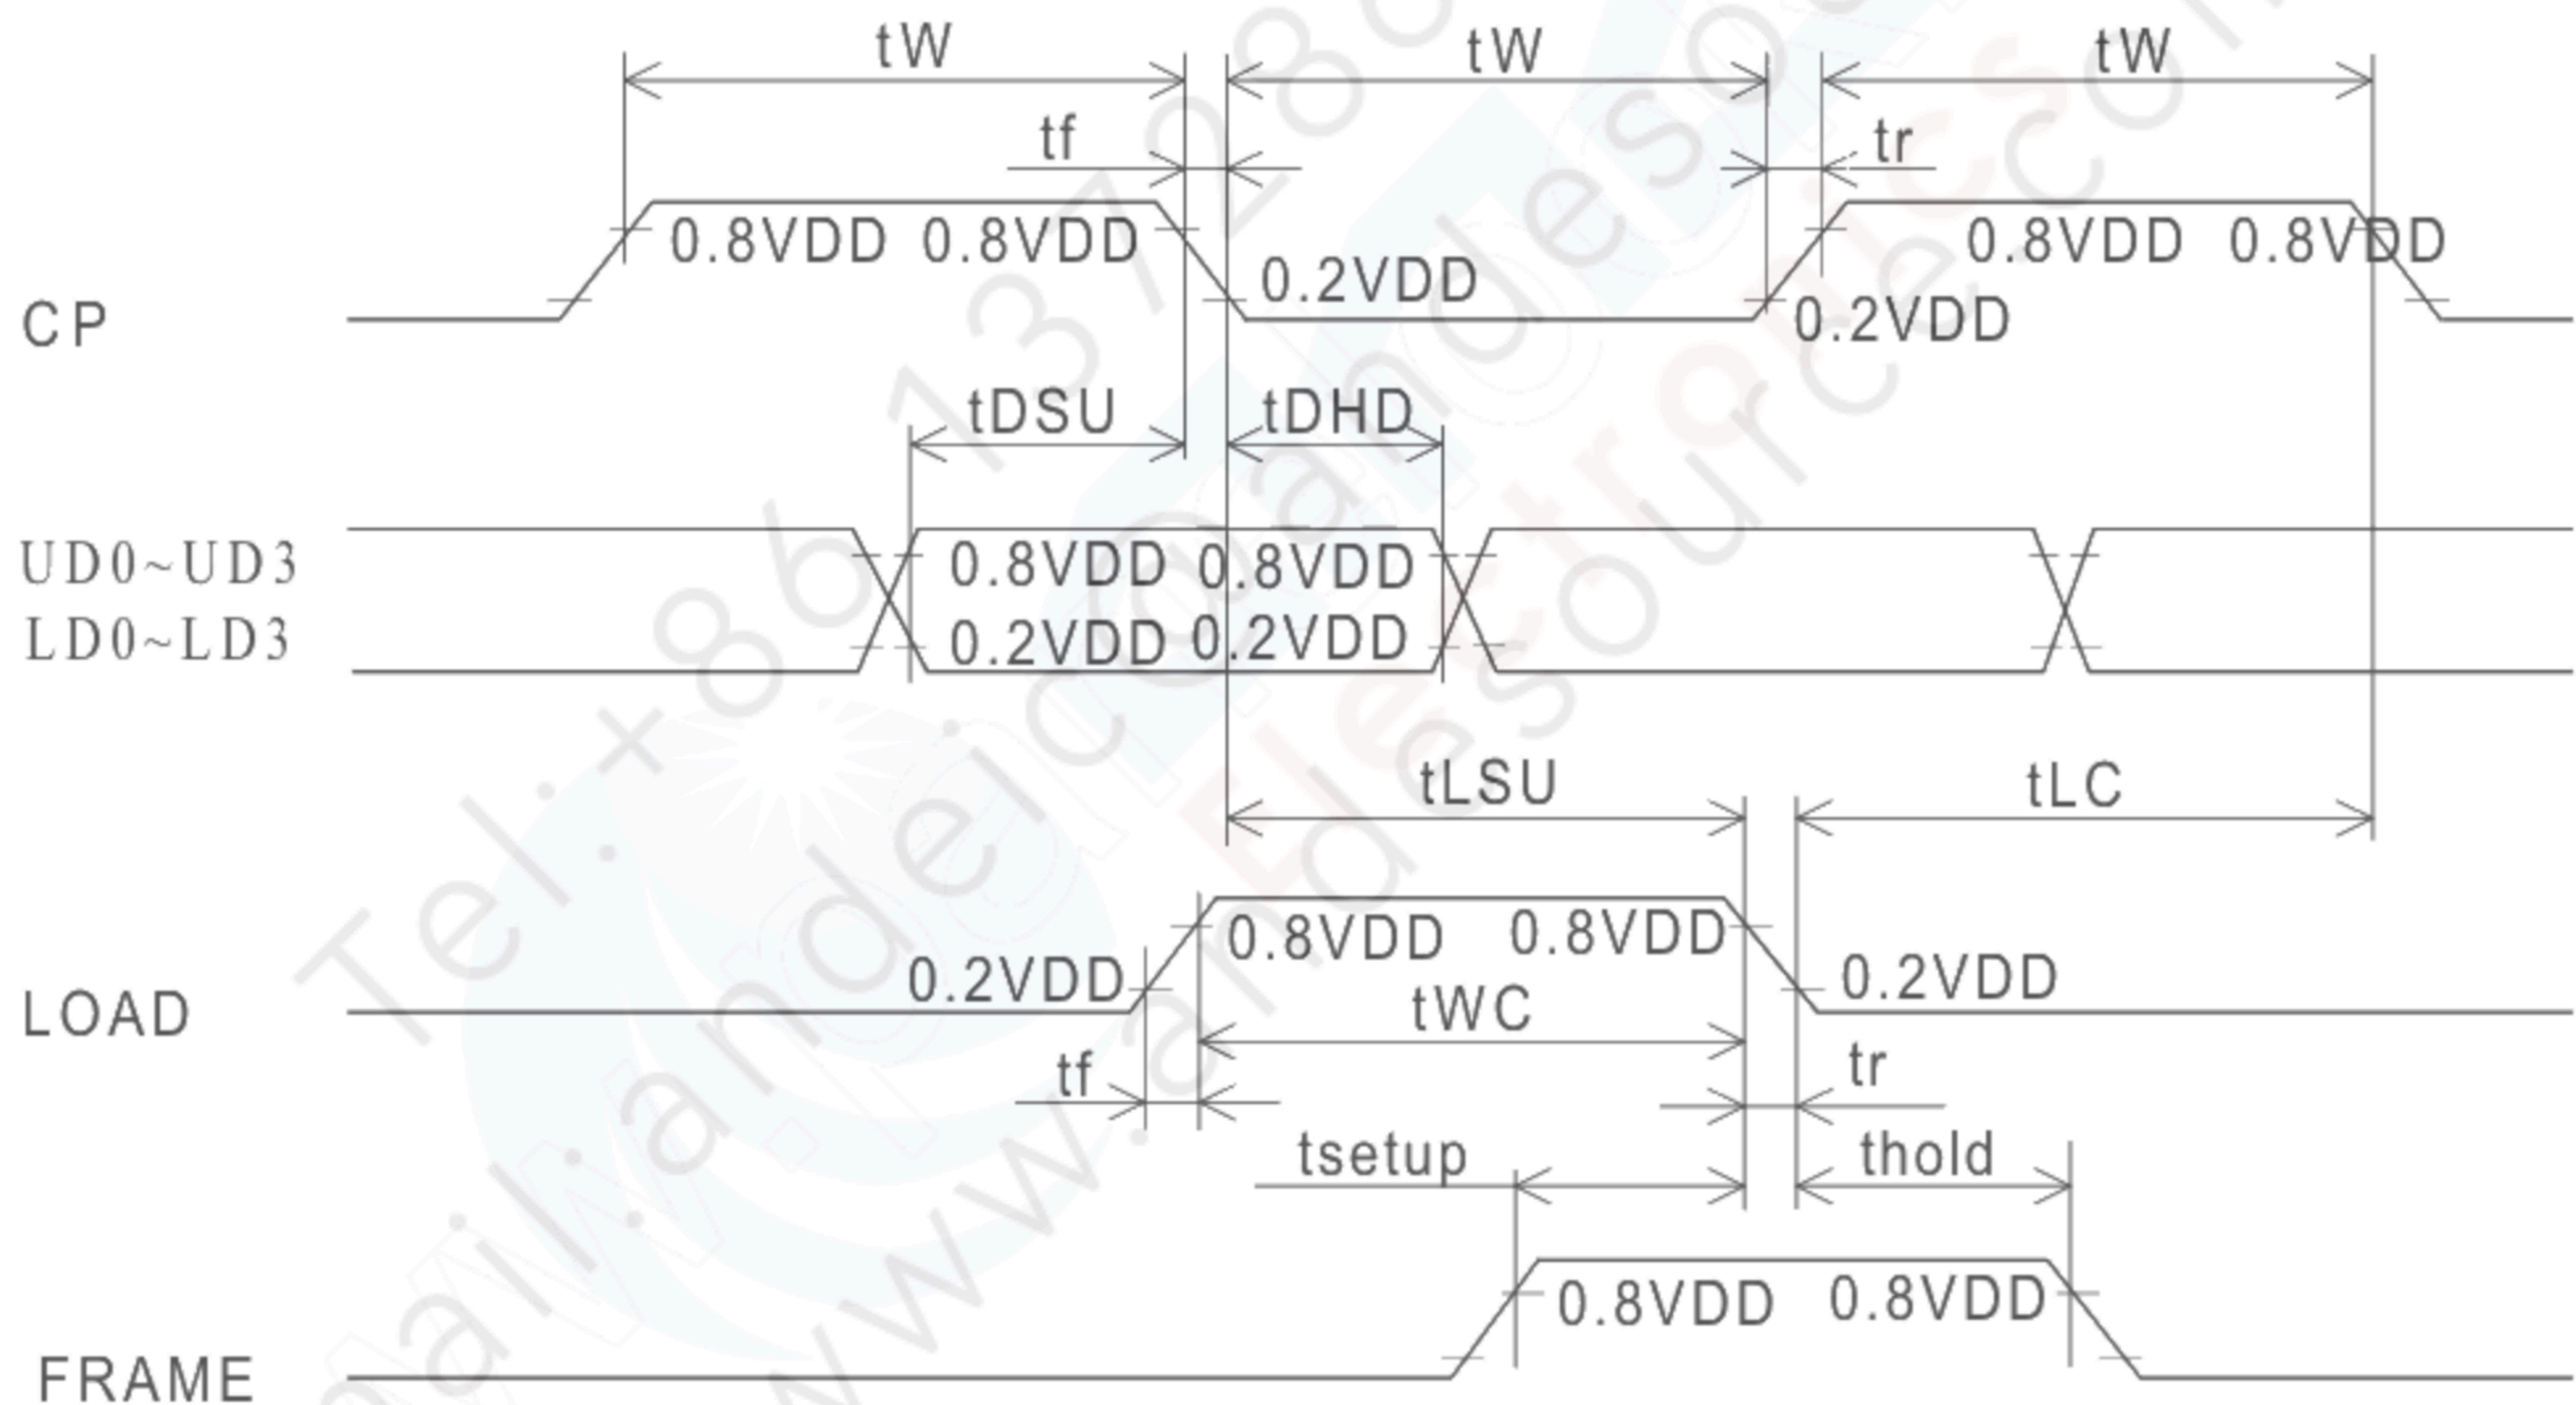 tW tW tW
tf tr
0.8VDD 0.8VDD 0.8VDD 0.8VDD
0.2VDD
CP 0.2VDD
tDSU tDHD
UD0~UD3 0.8VDD 0.8VDD
LD0~LD3 0.2VDD 0.2VDD
tLSU tLC
0.8VDD 0.8VDD
0.2VDD 0.2VDD
LOAD tWC
tf tr
tsetup thold
0.8VDD 0.8VDD
FRAME